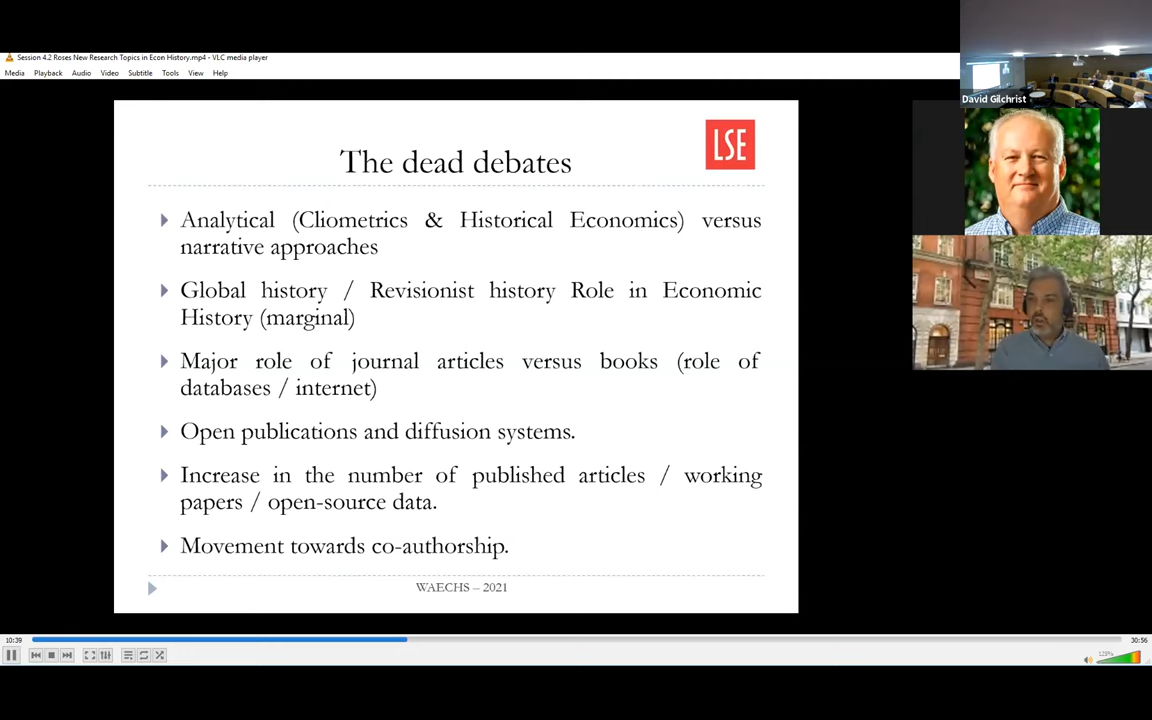 Session 4.2 Roses New Research Topics in Econ History.mp4 - VLC media player
Media Playback Audio Video Subtitle Tools View Help
David Gilchrist
LSE
The dead debates
Analytical (Cliometrics & Historical Economics) versus
narrative approaches
Global history / Revisionist history Role in Economic
History (marginal)
Major role of journal articles versus books (role of
databases / internet)
Open publications and diffusion systems.
Increase in the number of published articles / working
papers / open-source data.
Movement towards co-authorship.
WAECHS – 2021
10:39
30:56
125%